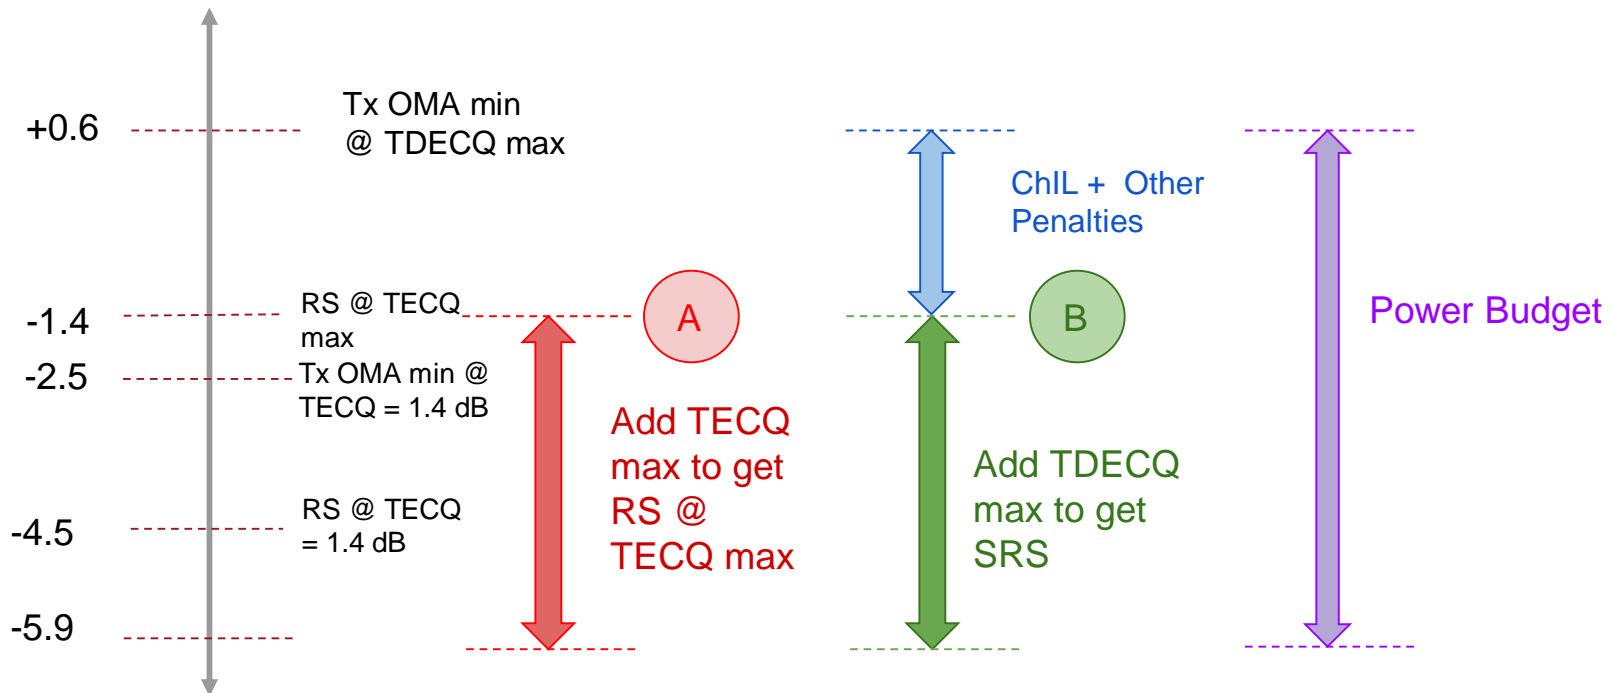 +0.6
Tx OMA min
@ TDECQ max
ChIL + Other
Penalties
-1.4
RS @ TECQ
max
A
B
Power Budget
-2.5
Tx OMA min @
TECQ = 1.4 dB
Add TECQ
max to get
RS @
TECQ max
Add TDECQ
max to get
SRS
-4.5
RS @ TECQ
= 1.4 dB
-5.9